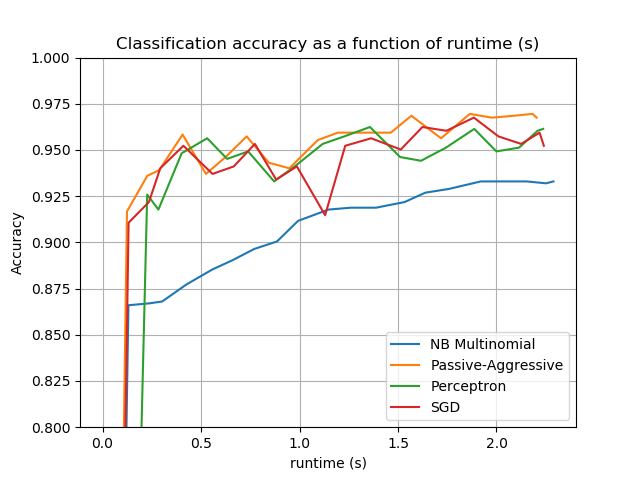 Classification accuracy as a function of runtime (s)
1.000
0.975
0.950
0.925
0.900
0.875
0.850
0.825
0.800
Accuracy
NB Multinomial
Passive-Aggressive
Perceptron
SGD
0.0 0.5 1.0 1.5 2.0
runtime (s)